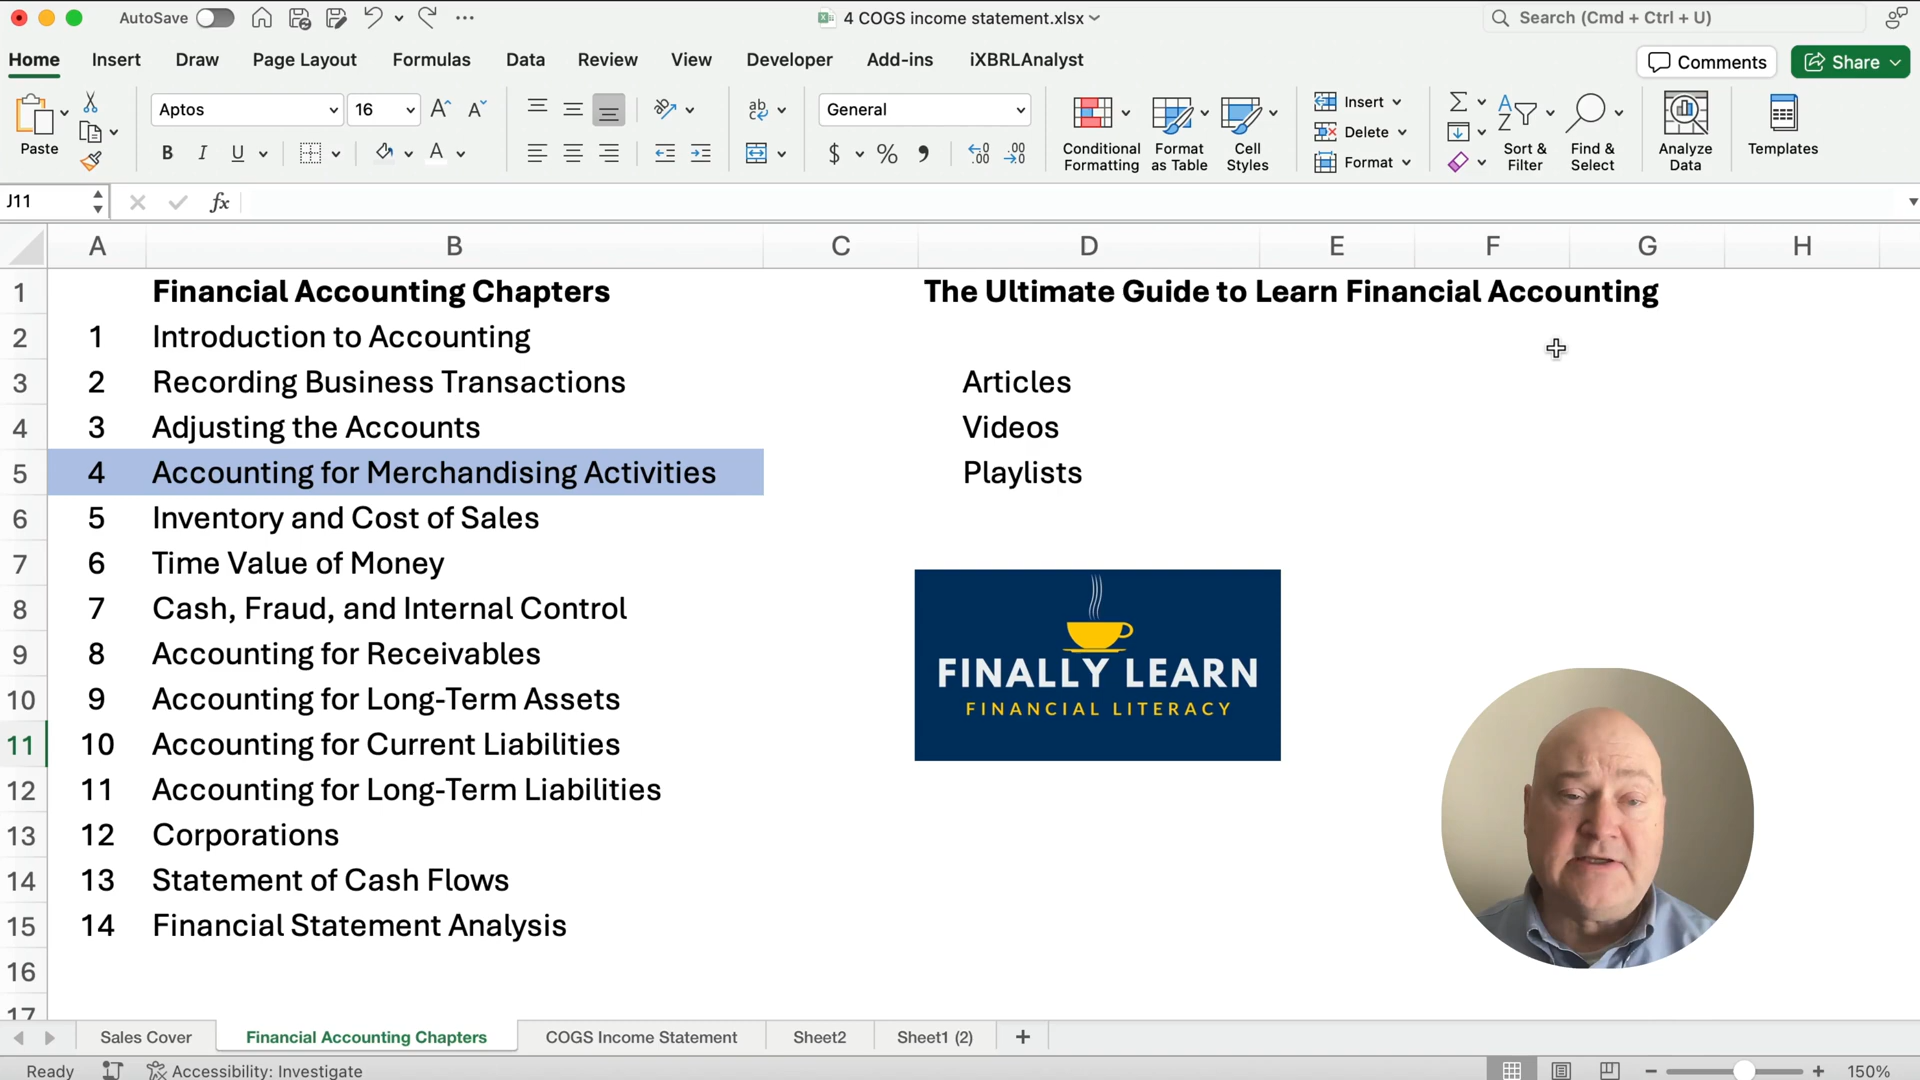 AutoSave
4 COGS income statement.xlsx
Search (Cmd + Ctrl + U)
Home Insert Draw Page Layout Formulas Data Review View Developer Add-ins iXBRLAnalyst
Comments
Share
Paste
Aptos
16
General
Conditional Formatting
Format as Table
Cell Styles
Insert
Delete
Format
Sort & Filter
Find & Select
Analyze Data
Templates
J11
fx
A B C D E F G H
1 Financial Accounting Chapters The Ultimate Guide to Learn Financial Accounting
2 1 Introduction to Accounting
3 2 Recording Business Transactions Articles
4 3 Adjusting the Accounts Videos
5 4 Accounting for Merchandising Activities Playlists
6 5 Inventory and Cost of Sales
7 6 Time Value of Money
8 7 Cash, Fraud, and Internal Control
9 8 Accounting for Receivables
10 9 Accounting for Long-Term Assets
11 10 Accounting for Current Liabilities
12 11 Accounting for Long-Term Liabilities
13 12 Corporations
14 13 Statement of Cash Flows
15 14 Financial Statement Analysis
16
17
FINALLY LEARN
FINANCIAL LITERACY
Sales Cover Financial Accounting Chapters COGS Income Statement Sheet2 Sheet1 (2)
Ready Accessibility: Investigate 150%